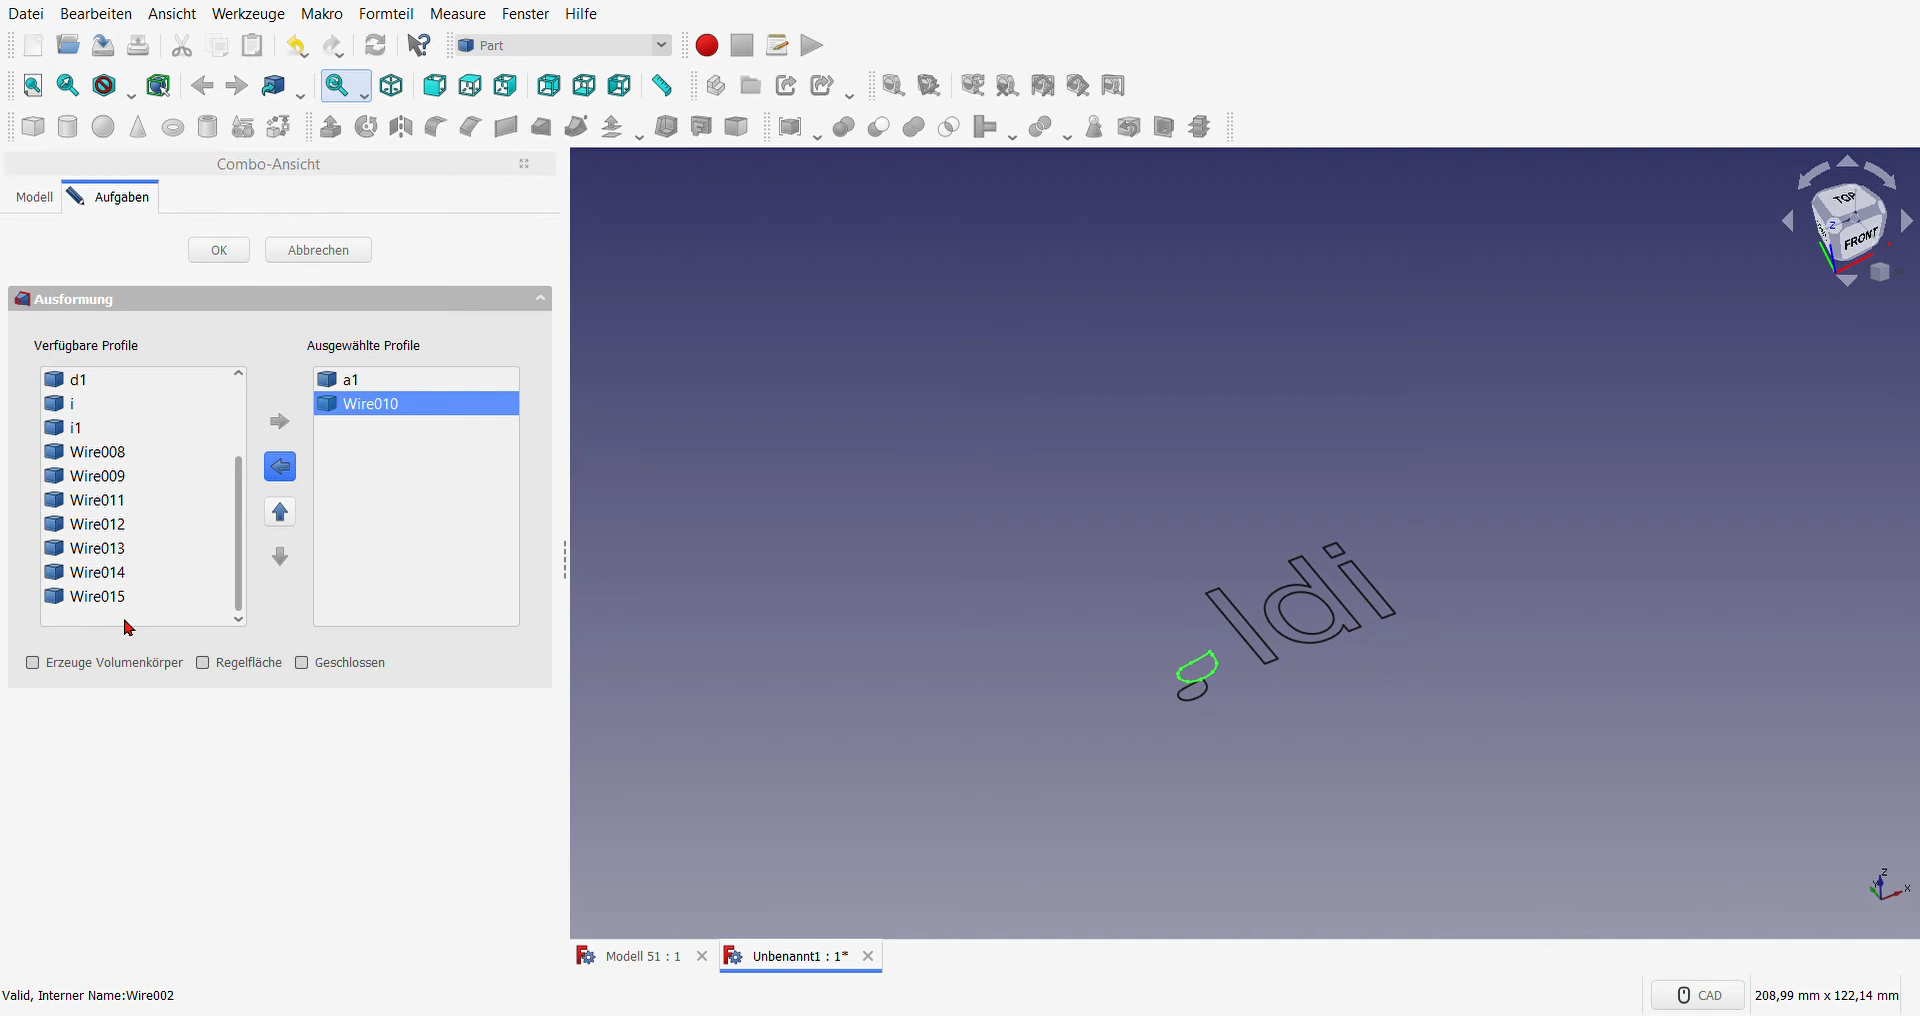 Datei Bearbeiten Ansicht Werkzeuge Makro Formteil Measure Fenster Hilfe
Part
Combo-Ansicht
Modell Aufgaben
OK Abbrechen
Ausformung
Verfügbare Profile Ausgewählte Profile
d1 a1
i Wire010
i1
Wire008
Wire009
Wire011
Wire012
Wire013
Wire014
Wire015
Erzeuge Volumenkörper Regelfläche Geschlossen
TOP
Z
FRONT
ldi
Z
Y
X
Modell 51 : 1 Unbenannt1 : 1*
Valid, Interner Name:Wire002
CAD 208,99 mm x 122,14 mm